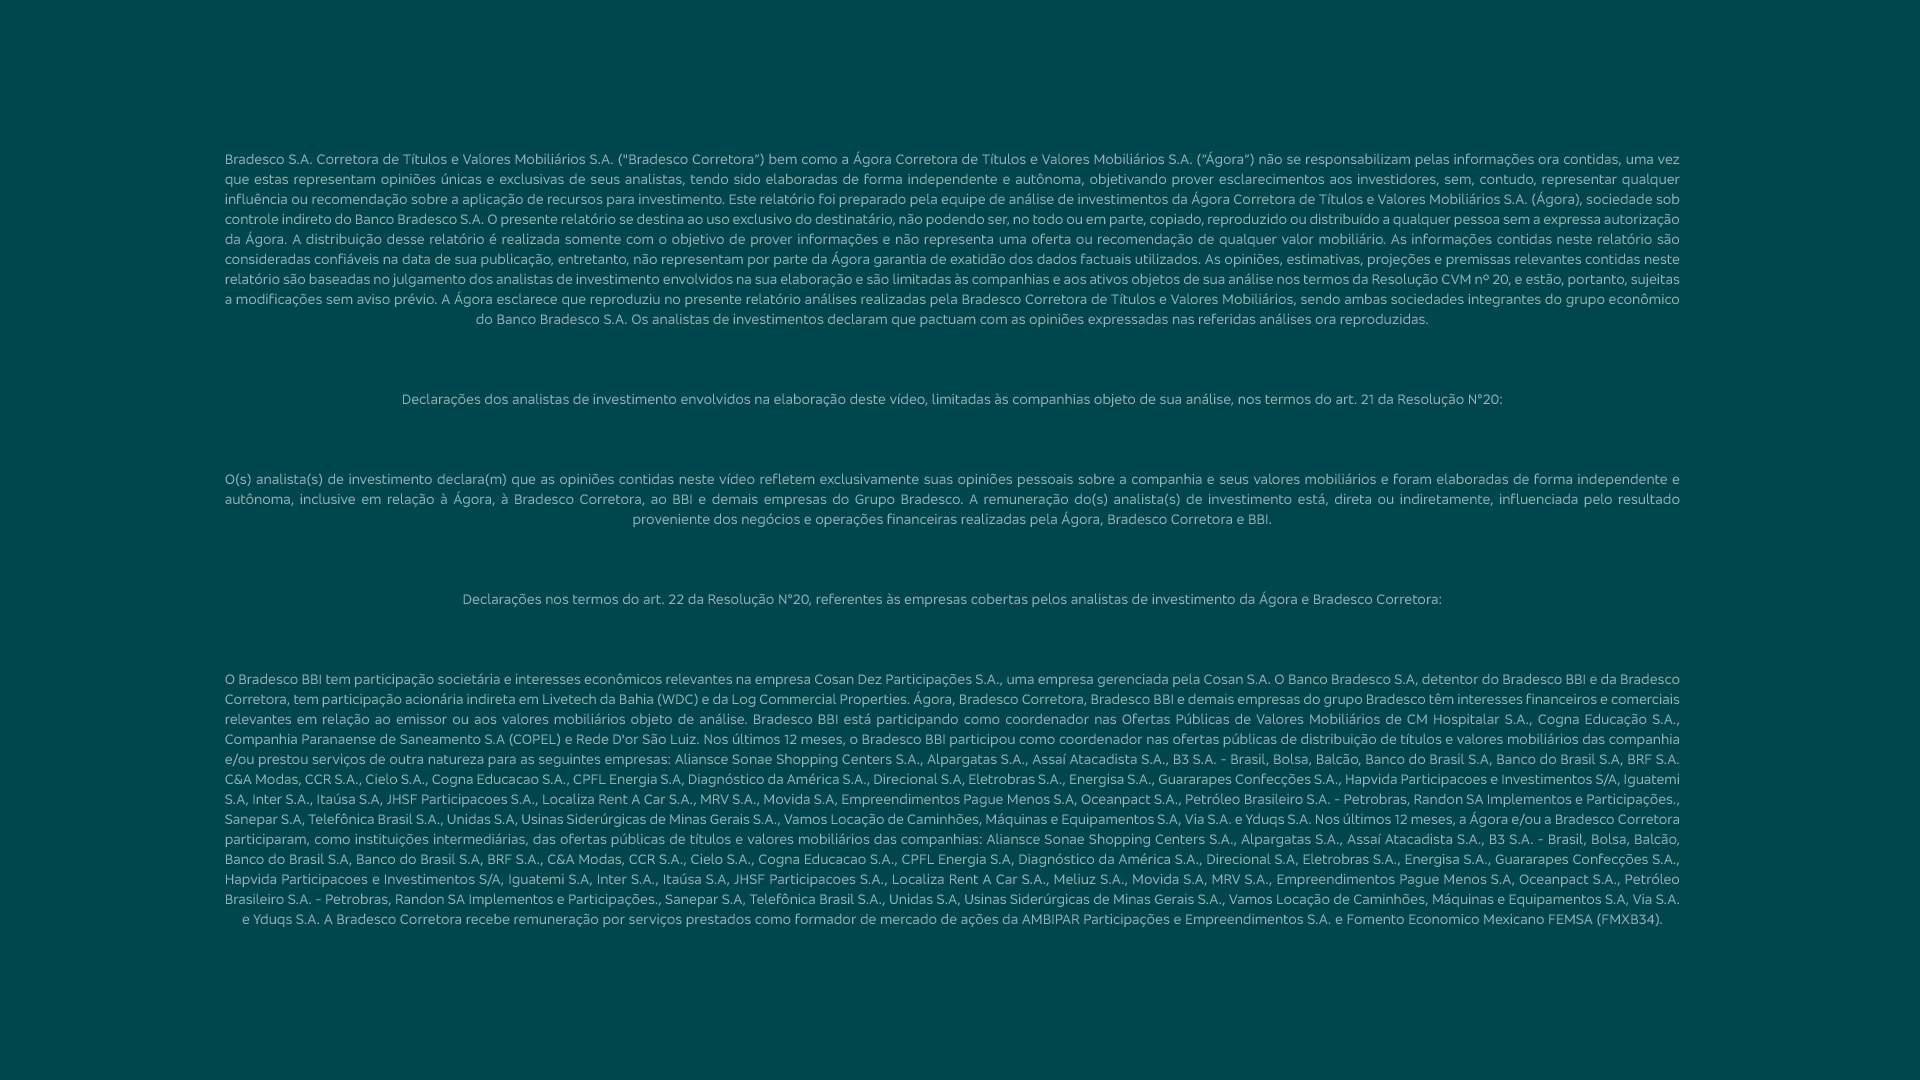 Bradesco S.A. Corretora de Títulos e Valores Mobiliários S.A. ("Bradesco Corretora”) bem como a Ágora Corretora de Títulos e Valores Mobiliários S.A. (“Ágora”) não se responsabilizam pelas informações ora contidas, uma vez
que estas representam opiniões únicas e exclusivas de seus analistas, tendo sido elaboradas de forma independente e autônoma, objetivando prover esclarecimentos aos investidores, sem, contudo, representar qualquer
influência ou recomendação sobre a aplicação de recursos para investimento. Este relatório foi preparado pela equipe de análise de investimentos da Ágora Corretora de Títulos e Valores Mobiliários S.A. (Ágora), sociedade sob
controle indireto do Banco Bradesco S.A. O presente relatório se destina ao uso exclusivo do destinatário, não podendo ser, no todo ou em parte, copiado, reproduzido ou distribuído a qualquer pessoa sem a expressa autorização
da Ágora. A distribuição desse relatório é realizada somente com o objetivo de prover informações e não representa uma oferta ou recomendação de qualquer valor mobiliário. As informações contidas neste relatório são
consideradas confiáveis na data de sua publicação, entretanto, não representam por parte da Ágora garantia de exatidão dos dados factuais utilizados. As opiniões, estimativas, projeções e premissas relevantes contidas neste
relatório são baseadas no julgamento dos analistas de investimento envolvidos na sua elaboração e são limitadas às companhias e aos ativos objetos de sua análise nos termos da Resolução CVM nº 20, e estão, portanto, sujeitas
a modificações sem aviso prévio. A Ágora esclarece que reproduziu no presente relatório análises realizadas pela Bradesco Corretora de Títulos e Valores Mobiliários, sendo ambas sociedades integrantes do grupo econômico
do Banco Bradesco S.A. Os analistas de investimentos declaram que pactuam com as opiniões expressadas nas referidas análises ora reproduzidas.
Declarações dos analistas de investimento envolvidos na elaboração deste vídeo, limitadas às companhias objeto de sua análise, nos termos do art. 21 da Resolução N°20:
O(s) analista(s) de investimento declara(m) que as opiniões contidas neste vídeo refletem exclusivamente suas opiniões pessoais sobre a companhia e seus valores mobiliários e foram elaboradas de forma independente e
autônoma, inclusive em relação à Ágora, à Bradesco Corretora, ao BBI e demais empresas do Grupo Bradesco. A remuneração do(s) analista(s) de investimento está, direta ou indiretamente, influenciada pelo resultado
proveniente dos negócios e operações financeiras realizadas pela Ágora, Bradesco Corretora e BBI.
Declarações nos termos do art. 22 da Resolução N°20, referentes às empresas cobertas pelos analistas de investimento da Ágora e Bradesco Corretora:
O Bradesco BBI tem participação societária e interesses econômicos relevantes na empresa Cosan Dez Participações S.A., uma empresa gerenciada pela Cosan S.A. O Banco Bradesco S.A, detentor do Bradesco BBI e da Bradesco
Corretora, tem participação acionária indireta em Livetech da Bahia (WDC) e da Log Commercial Properties. Ágora, Bradesco Corretora, Bradesco BBI e demais empresas do grupo Bradesco têm interesses financeiros e comerciais
relevantes em relação ao emissor ou aos valores mobiliários objeto de análise. Bradesco BBI está participando como coordenador nas Ofertas Públicas de Valores Mobiliários de CM Hospitalar S.A., Cogna Educação S.A.,
Companhia Paranaense de Saneamento S.A (COPEL) e Rede D'or São Luiz. Nos últimos 12 meses, o Bradesco BBI participou como coordenador nas ofertas públicas de distribuição de títulos e valores mobiliários das companhia
e/ou prestou serviços de outra natureza para as seguintes empresas: Aliansce Sonae Shopping Centers S.A., Alpargatas S.A., Assaí Atacadista S.A., B3 S.A. - Brasil, Bolsa, Balcão, Banco do Brasil S.A, Banco do Brasil S.A, BRF S.A.
C&A Modas, CCR S.A., Cielo S.A., Cogna Educacao S.A., CPFL Energia S.A, Diagnóstico da América S.A., Direcional S.A, Eletrobras S.A., Energisa S.A., Guararapes Confecções S.A., Hapvida Participacoes e Investimentos S/A, Iguatemi
S.A, Inter S.A., Itaúsa S.A, JHSF Participacoes S.A., Localiza Rent A Car S.A., MRV S.A., Movida S.A, Empreendimentos Pague Menos S.A, Oceanpact S.A., Petróleo Brasileiro S.A. - Petrobras, Randon SA Implementos e Participações.,
Sanepar S.A, Telefônica Brasil S.A., Unidas S.A, Usinas Siderúrgicas de Minas Gerais S.A., Vamos Locação de Caminhões, Máquinas e Equipamentos S.A, Via S.A. e Yduqs S.A. Nos últimos 12 meses, a Ágora e/ou a Bradesco Corretora
participaram, como instituições intermediárias, das ofertas públicas de títulos e valores mobiliários das companhias: Aliansce Sonae Shopping Centers S.A., Alpargatas S.A., Assaí Atacadista S.A., B3 S.A. - Brasil, Bolsa, Balcão,
Banco do Brasil S.A, Banco do Brasil S.A, BRF S.A., C&A Modas, CCR S.A., Cielo S.A., Cogna Educacao S.A., CPFL Energia S.A, Diagnóstico da América S.A., Direcional S.A, Eletrobras S.A., Energisa S.A., Guararapes Confecções S.A.,
Hapvida Participacoes e Investimentos S/A, Iguatemi S.A, Inter S.A., Itaúsa S.A, JHSF Participacoes S.A., Localiza Rent A Car S.A., Meliuz S.A., Movida S.A, MRV S.A., Empreendimentos Pague Menos S.A, Oceanpact S.A., Petróleo
Brasileiro S.A. - Petrobras, Randon SA Implementos e Participações., Sanepar S.A, Telefônica Brasil S.A., Unidas S.A, Usinas Siderúrgicas de Minas Gerais S.A., Vamos Locação de Caminhões, Máquinas e Equipamentos S.A, Via S.A.
e Yduqs S.A. A Bradesco Corretora recebe remuneração por serviços prestados como formador de mercado de ações da AMBIPAR Participações e Empreendimentos S.A. e Fomento Economico Mexicano FEMSA (FMXB34).